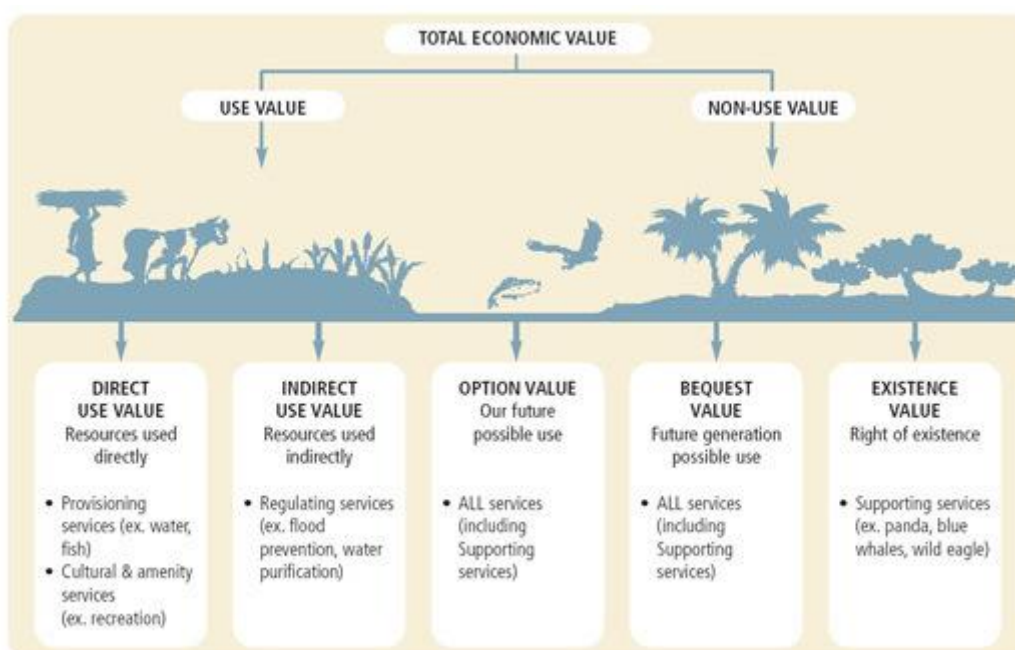 TOTAL ECONOMIC VALUE
USE VALUE
NON-USE VALUE
DIRECT
USE VALUE
Resources used
directly
• Provisioning
services (ex. water,
fish)
• Cultural & amenity
services
(ex. recreation)
INDIRECT
USE VALUE
Resources used
indirectly
• Regulating services
(ex. flood
prevention, water
purification)
OPTION VALUE
Our future
possible use
• ALL services
(including
Supporting
services)
BEQUEST
VALUE
Future generation
possible use
• ALL services
(including
Supporting
services)
EXISTENCE
VALUE
Right of existence
• Supporting services
(ex. panda, blue
whales, wild eagle)